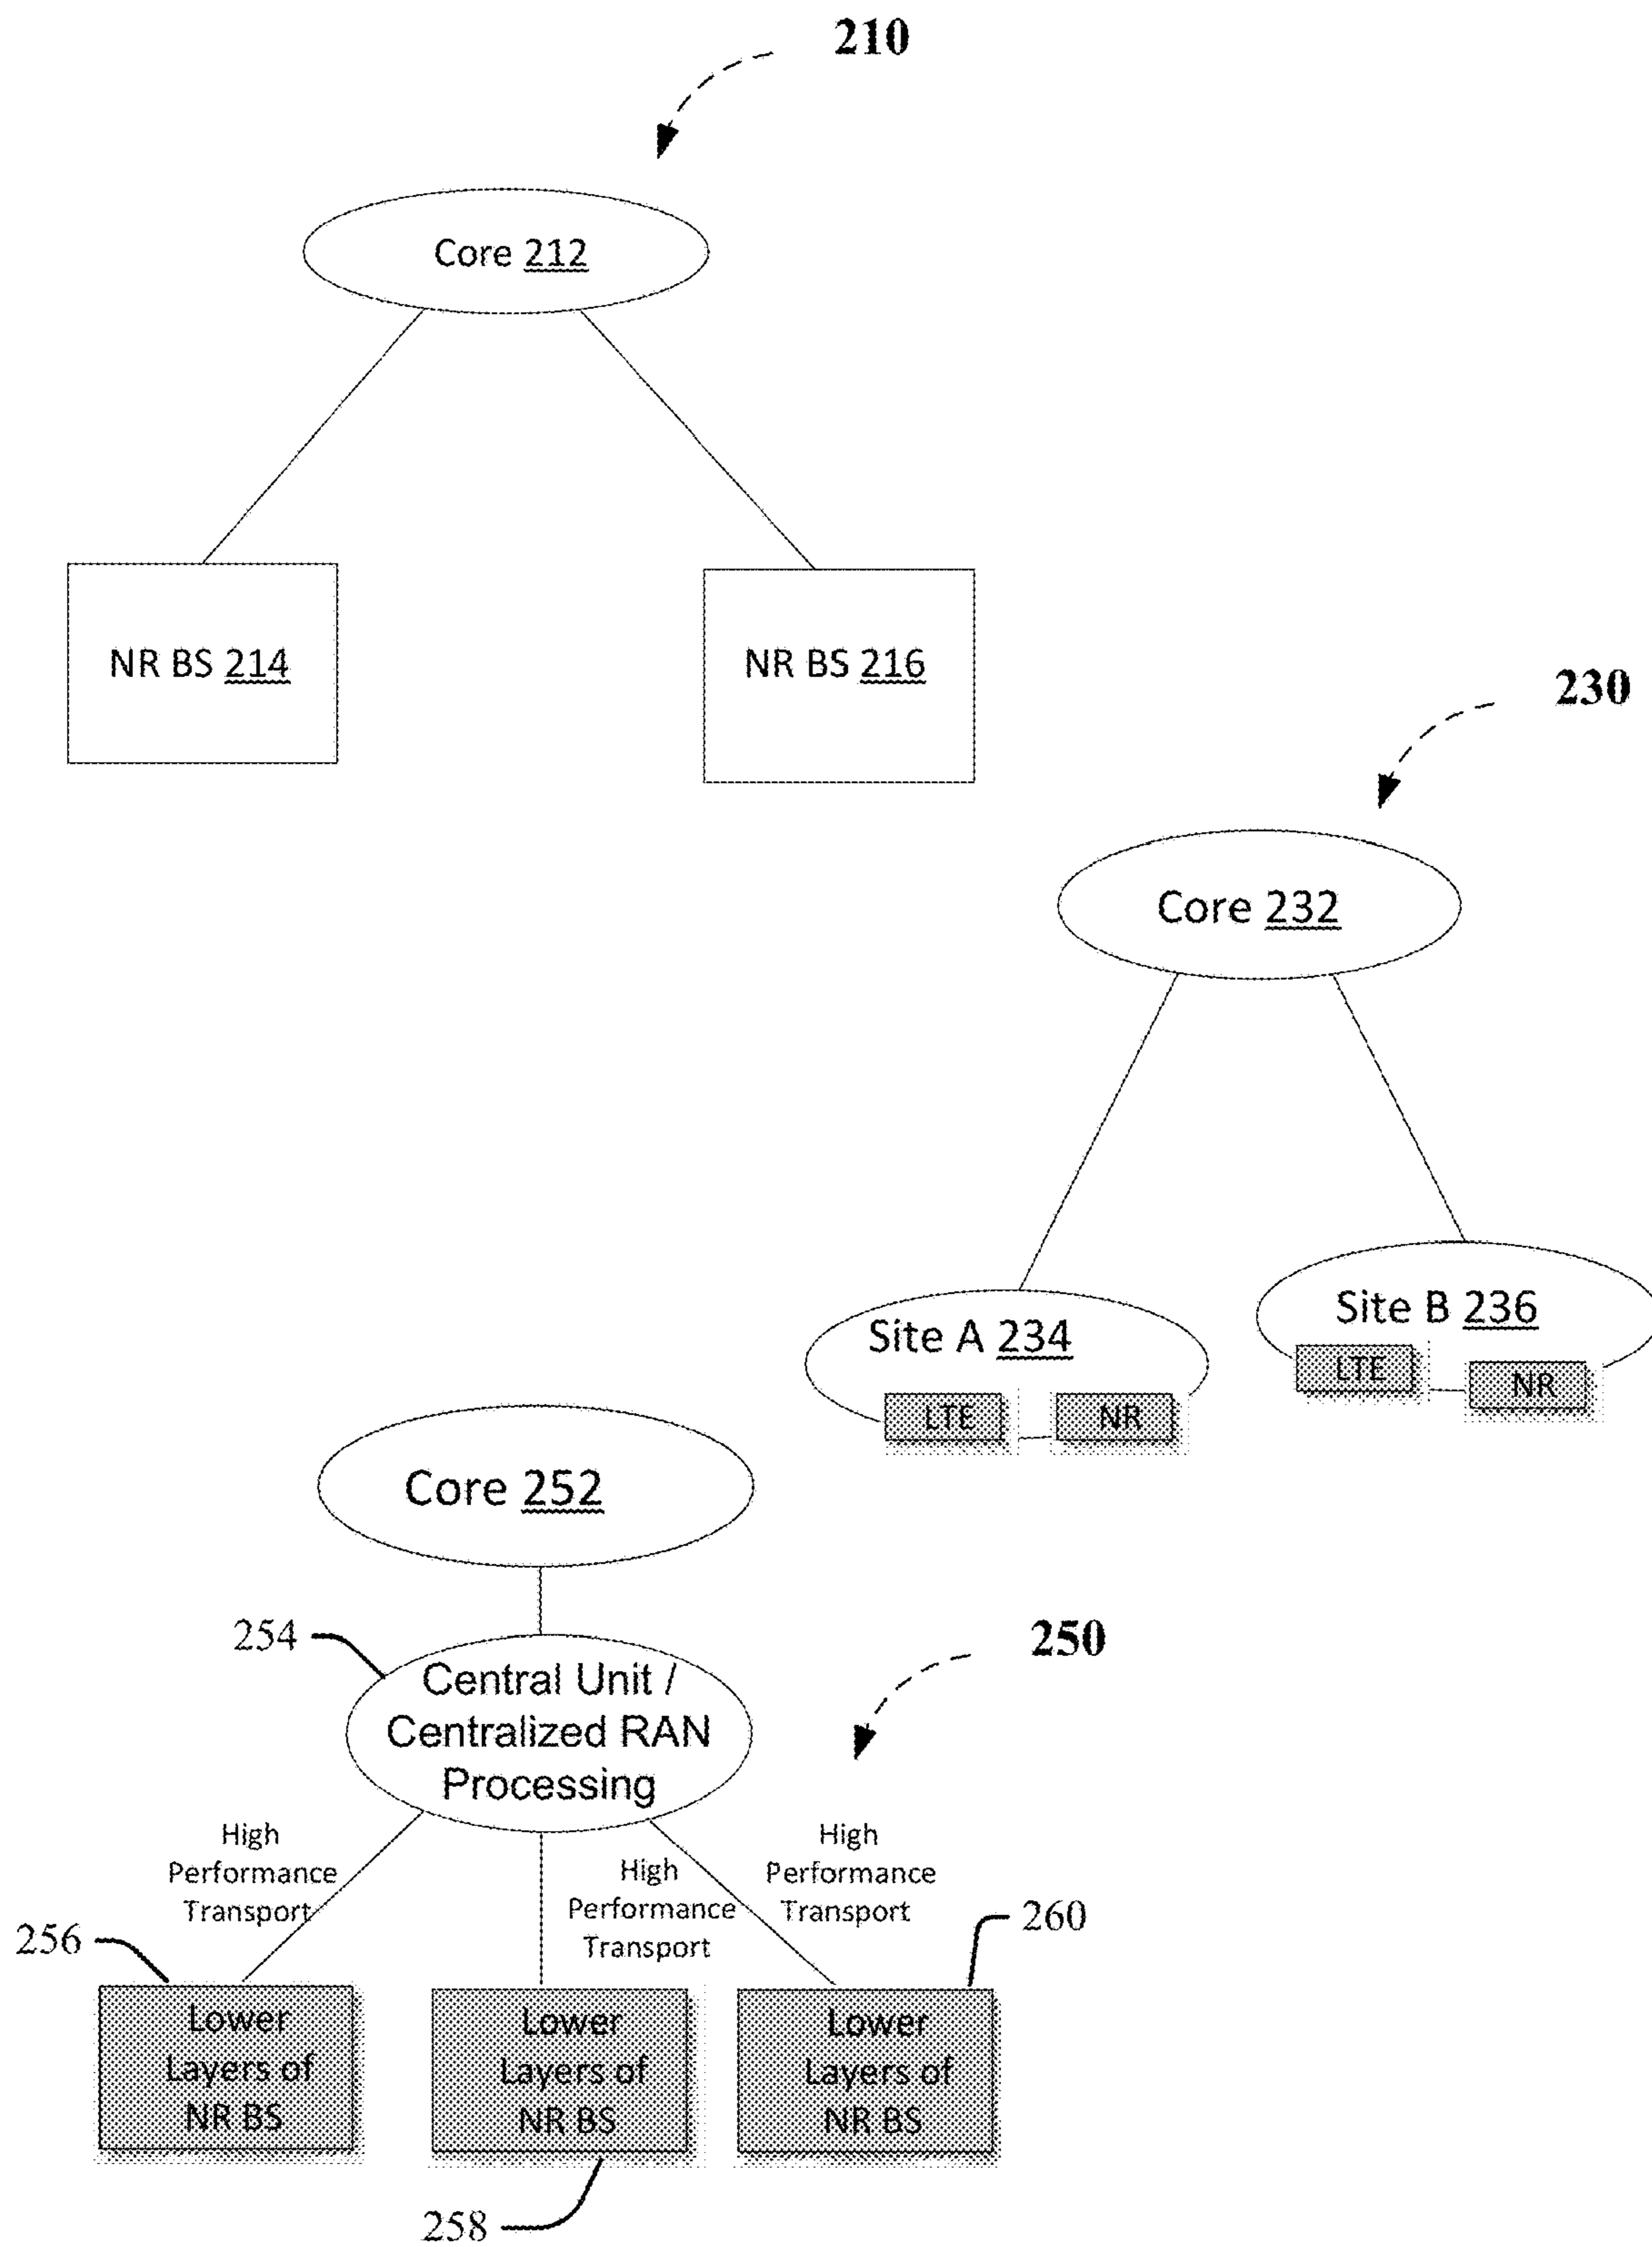 210
Core 212
NR BS 214
NR BS 216
230
Core 232
Site A 234
LTE
NR
Site B 236
LTE
NR
Core 252
254
Central Unit /
Centralized RAN
Processing
250
High
Performance
Transport
High
Performance
Transport
High
Performance
Transport
256
Lower
Layers of
NR BS
Lower
Layers of
NR BS
258
260
Lower
Layers of
NR BS